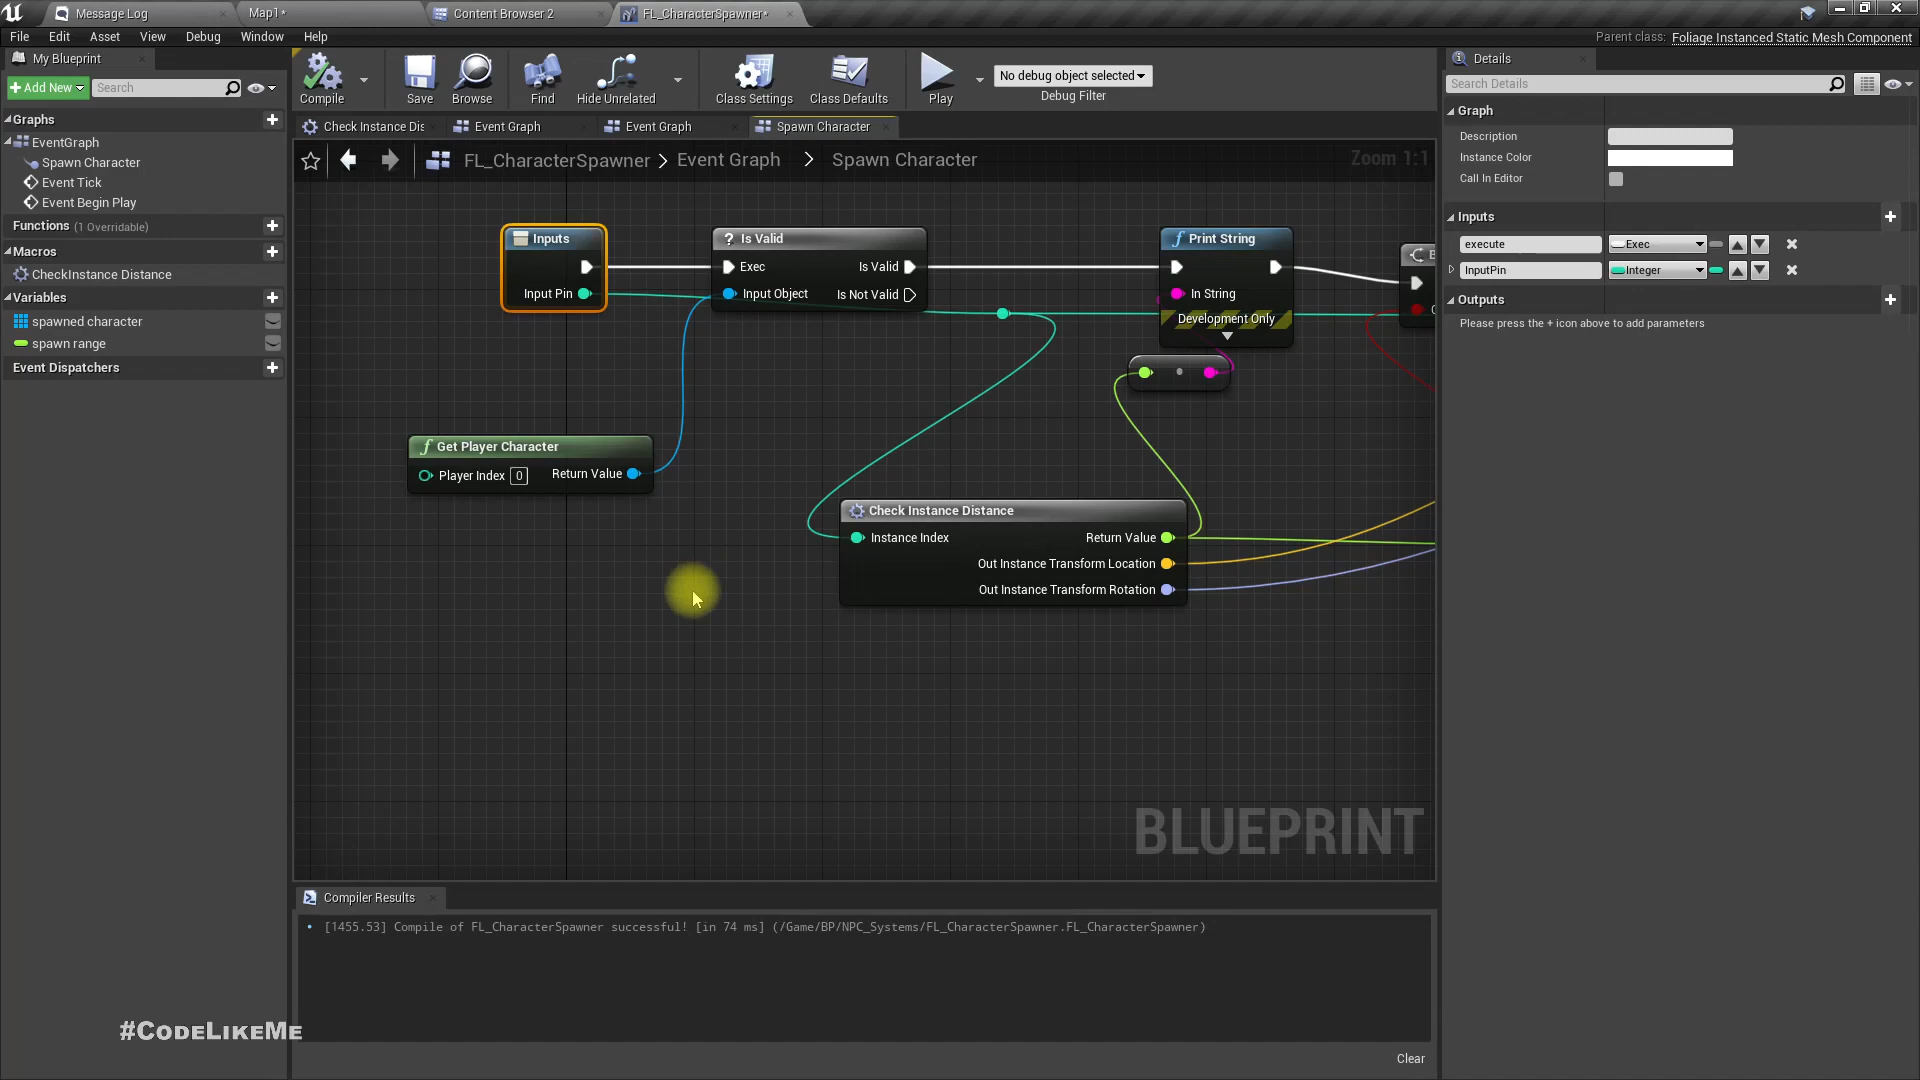 Message Log
Map1*
Content Browser 2
FL_CharacterSpawner*
File Edit Asset View Debug Window Help
Parent class: Foliage Instanced Static Mesh Component
My Blueprint
Add New
Search
Graphs
EventGraph
Spawn Character
Event Tick
Event Begin Play
Functions (1 Overridable)
Macros
CheckInstance Distance
Variables
spawned character
spawn range
Event Dispatchers
Compile
Save
Browse
Find
Hide Unrelated
Class Settings
Class Defaults
Play
No debug object selected
Debug Filter
Check Instance Dis
Event Graph
Event Graph
Spawn Character
FL_CharacterSpawner > Event Graph > Spawn Character
Zoom 1:1
Inputs
Input Pin
? Is Valid
Exec
Is Valid
Input Object
Is Not Valid
f Print String
In String
Development Only
f Get Player Character
Player Index 0
Return Value
Check Instance Distance
Instance Index
Return Value
Out Instance Transform Location
Out Instance Transform Rotation
BLUEPRINT
Details
Search Details
Graph
Description
Instance Color
Call In Editor
Inputs
execute
Exec
InputPin
Integer
Outputs
Please press the + icon above to add parameters
Compiler Results
[1455.53] Compile of FL_CharacterSpawner successful! [in 74 ms] (/Game/BP/NPC_Systems/FL_CharacterSpawner.FL_CharacterSpawner)
Clear
#CodeLikeMe